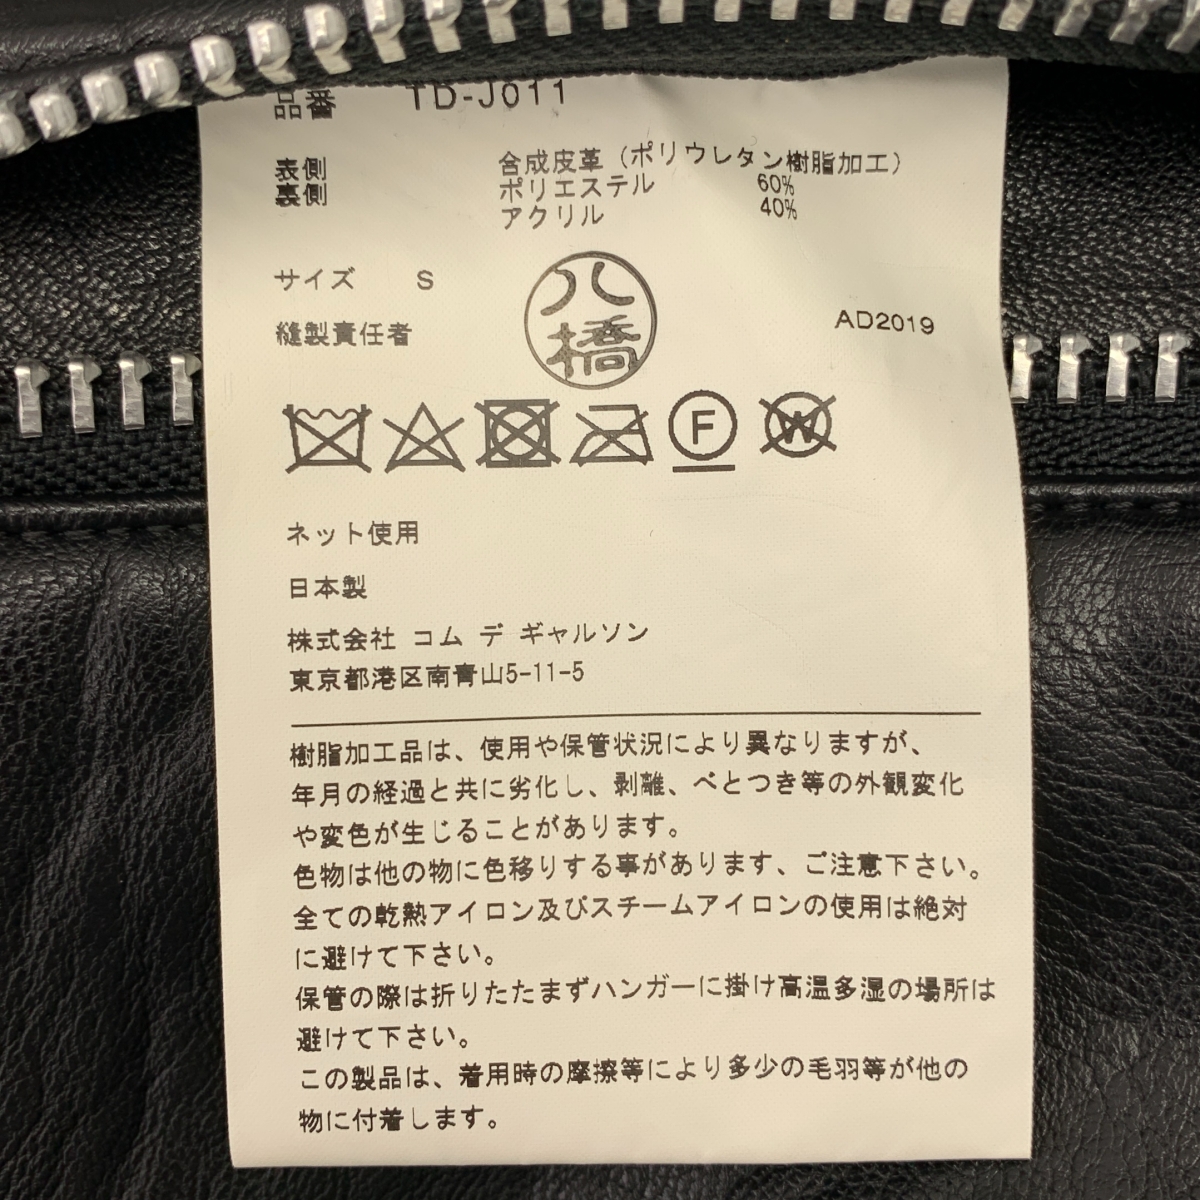 品番 TD-J011
表側 合成皮革(ポリウレタン樹脂加工)
裏側 ポリエステル 60%
アクリル 40%
サイズ S
縫製責任者 八橋
AD2019
F
W
ネット使用
日本製
株式会社 コム デ ギャルソン
東京都港区南青山5-11-5
樹脂加工品は、使用や保管状況により異なりますが、
年月の経過と共に劣化し、剥離、べとつき等の外観変化
や変色が生じることがあります。
色物は他の物に色移りする事があります、ご注意下さい。
全ての乾熱アイロン及びスチームアイロンの使用は絶対
に避けて下さい。
保管の際は折りたたまずハンガーに掛け高温多湿の場所は
避けて下さい。
この製品は、着用時の摩擦等により多少の毛羽等が他の
物に付着します。